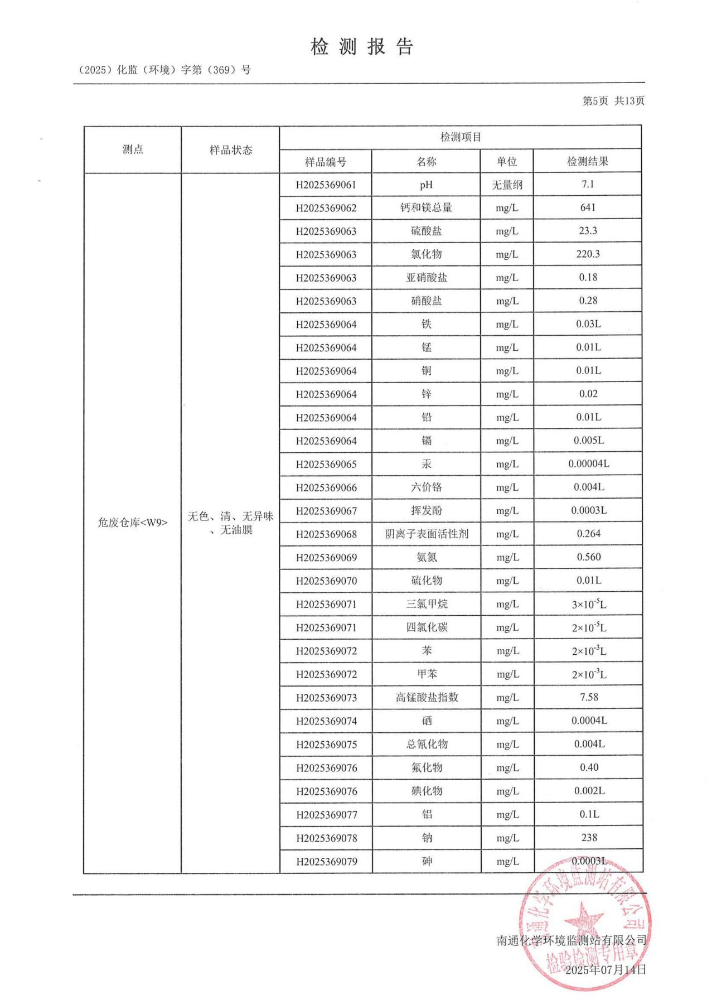 检测报告
（2025）化监（环境）字第（369）号
第5页 共13页
测点 样品状态 检测项目
样品编号 名称 单位 检测结果
危废仓库<W9>
无色、清、无异味
、无油膜
H2025369061 pH 无量纲 7.1
H2025369062 钙和镁总量 mg/L 641
H2025369063 硫酸盐 mg/L 23.3
H2025369063 氯化物 mg/L 220.3
H2025369063 亚硝酸盐 mg/L 0.18
H2025369063 硝酸盐 mg/L 0.28
H2025369064 铁 mg/L 0.03L
H2025369064 锰 mg/L 0.01L
H2025369064 铜 mg/L 0.01L
H2025369064 锌 mg/L 0.02
H2025369064 铅 mg/L 0.01L
H2025369064 镉 mg/L 0.005L
H2025369065 汞 mg/L 0.00004L
H2025369066 六价铬 mg/L 0.004L
H2025369067 挥发酚 mg/L 0.0003L
H2025369068 阴离子表面活性剂 mg/L 0.264
H2025369069 氨氮 mg/L 0.560
H2025369070 硫化物 mg/L 0.01L
H2025369071 三氯甲烷 mg/L 3×10⁻⁵L
H2025369071 四氯化碳 mg/L 2×10⁻⁵L
H2025369072 苯 mg/L 2×10⁻³L
H2025369072 甲苯 mg/L 2×10⁻³L
H2025369073 高锰酸盐指数 mg/L 7.58
H2025369074 硒 mg/L 0.0004L
H2025369075 总氰化物 mg/L 0.004L
H2025369076 氟化物 mg/L 0.40
H2025369076 碘化物 mg/L 0.002L
H2025369077 铝 mg/L 0.1L
H2025369078 钠 mg/L 238
H2025369079 砷 mg/L 0.0003L
南通化学环境监测站有限公司
检验检测专用章
南通化学环境监测站有限公司
2025年07月14日